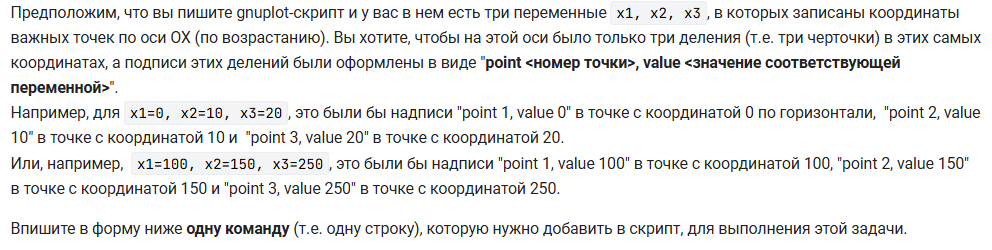 Предположим, что вы пишите gnuplot-скрипт и у вас в нем есть три переменные x1, x2, x3, в которых записаны координаты
важных точек по оси OX (по возрастанию). Вы хотите, чтобы на этой оси было только три деления (т.е. три черточки) в этих самых
координатах, а подписи этих делений были оформлены в виде "point <номер точки>, value <значение соответствующей
переменной>".
Например, для x1=0, x2=10, x3=20, это были бы надписи "point 1, value 0" в точке с координатой 0 по горизонтали, "point 2, value
10" в точке с координатой 10 и "point 3, value 20" в точке с координатой 20.
Или, например, x1=100, x2=150, x3=250, это были бы надписи "point 1, value 100" в точке с координатой 100, "point 2, value 150"
в точке с координатой 150 и "point 3, value 250" в точке с координатой 250.
Впишите в форму ниже одну команду (т.е. одну строку), которую нужно добавить в скрипт, для выполнения этой задачи.